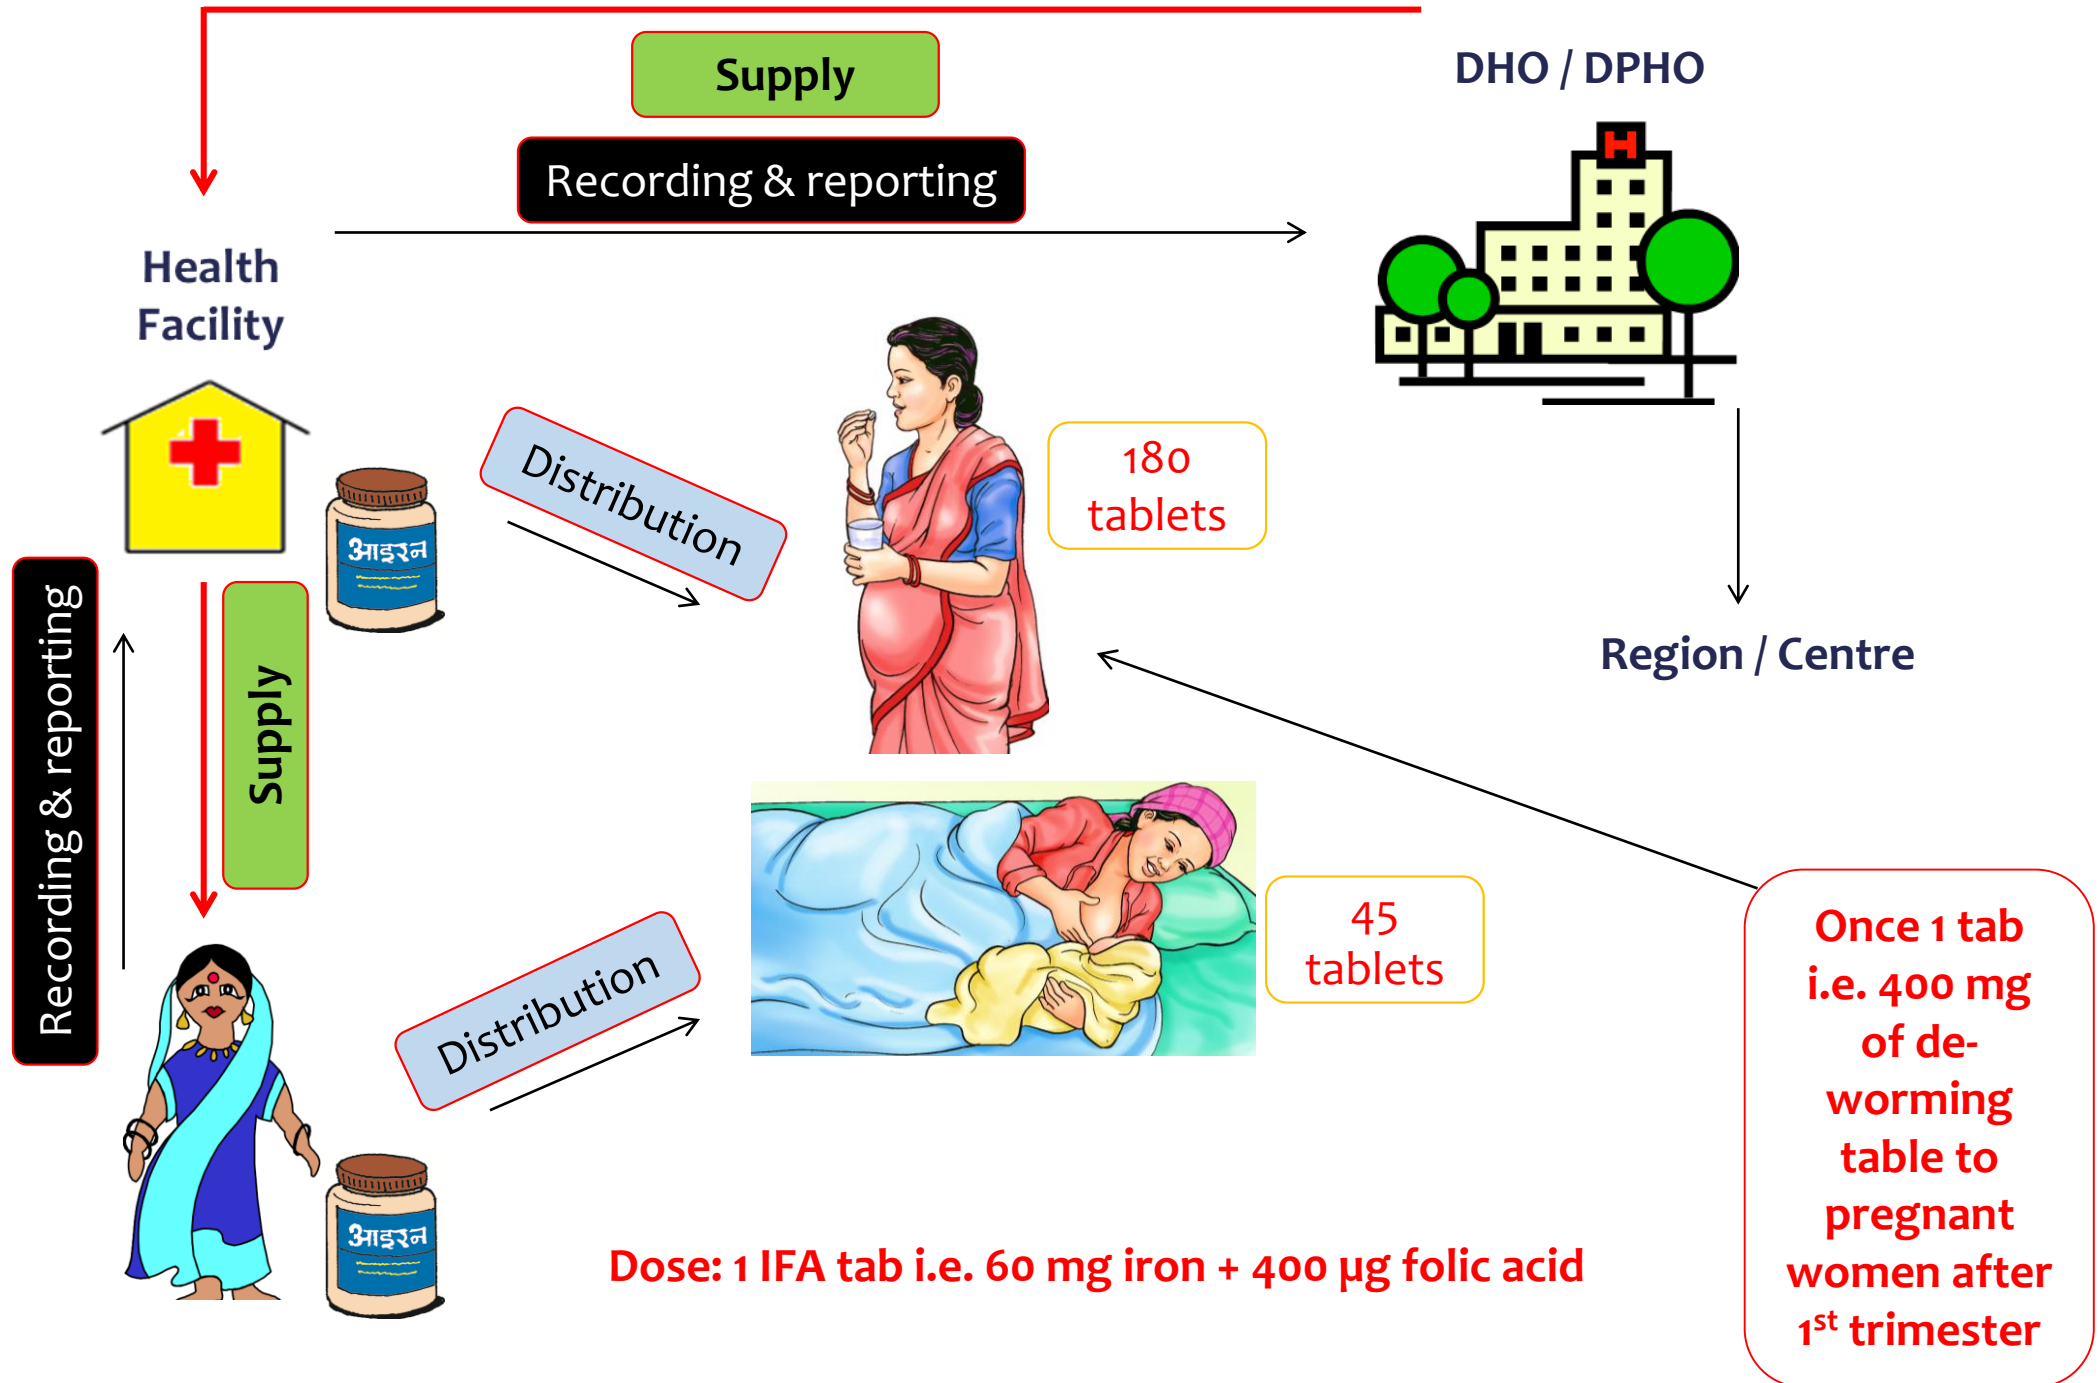 Supply
DHO / DPHO
Recording & reporting
Health
Facility
Distribution
180
tablets
आइरन
Recording & reporting
Supply
Region / Centre
45
tablets
Distribution
Once 1 tab
i.e. 400 mg
of de-
worming
table to
pregnant
women after
1st trimester
आइरन
Dose: 1 IFA tab i.e. 60 mg iron + 400 µg folic acid